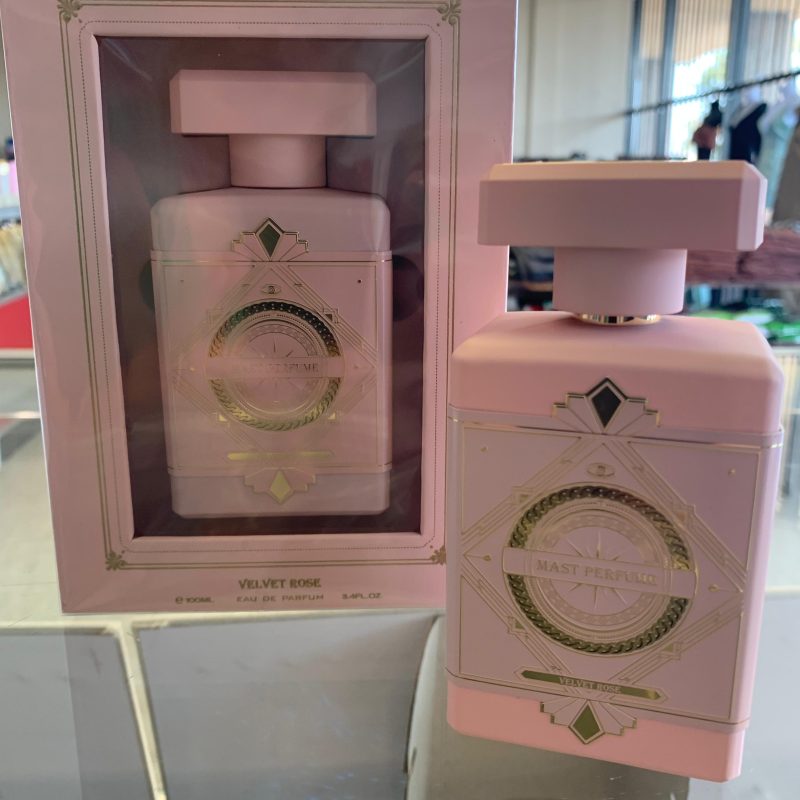 MAST PERFUME
VELVET ROSE
℮ 100ML EAU DE PARFUM 3.4FL.OZ
MAST PERFUME
VELVET ROSE